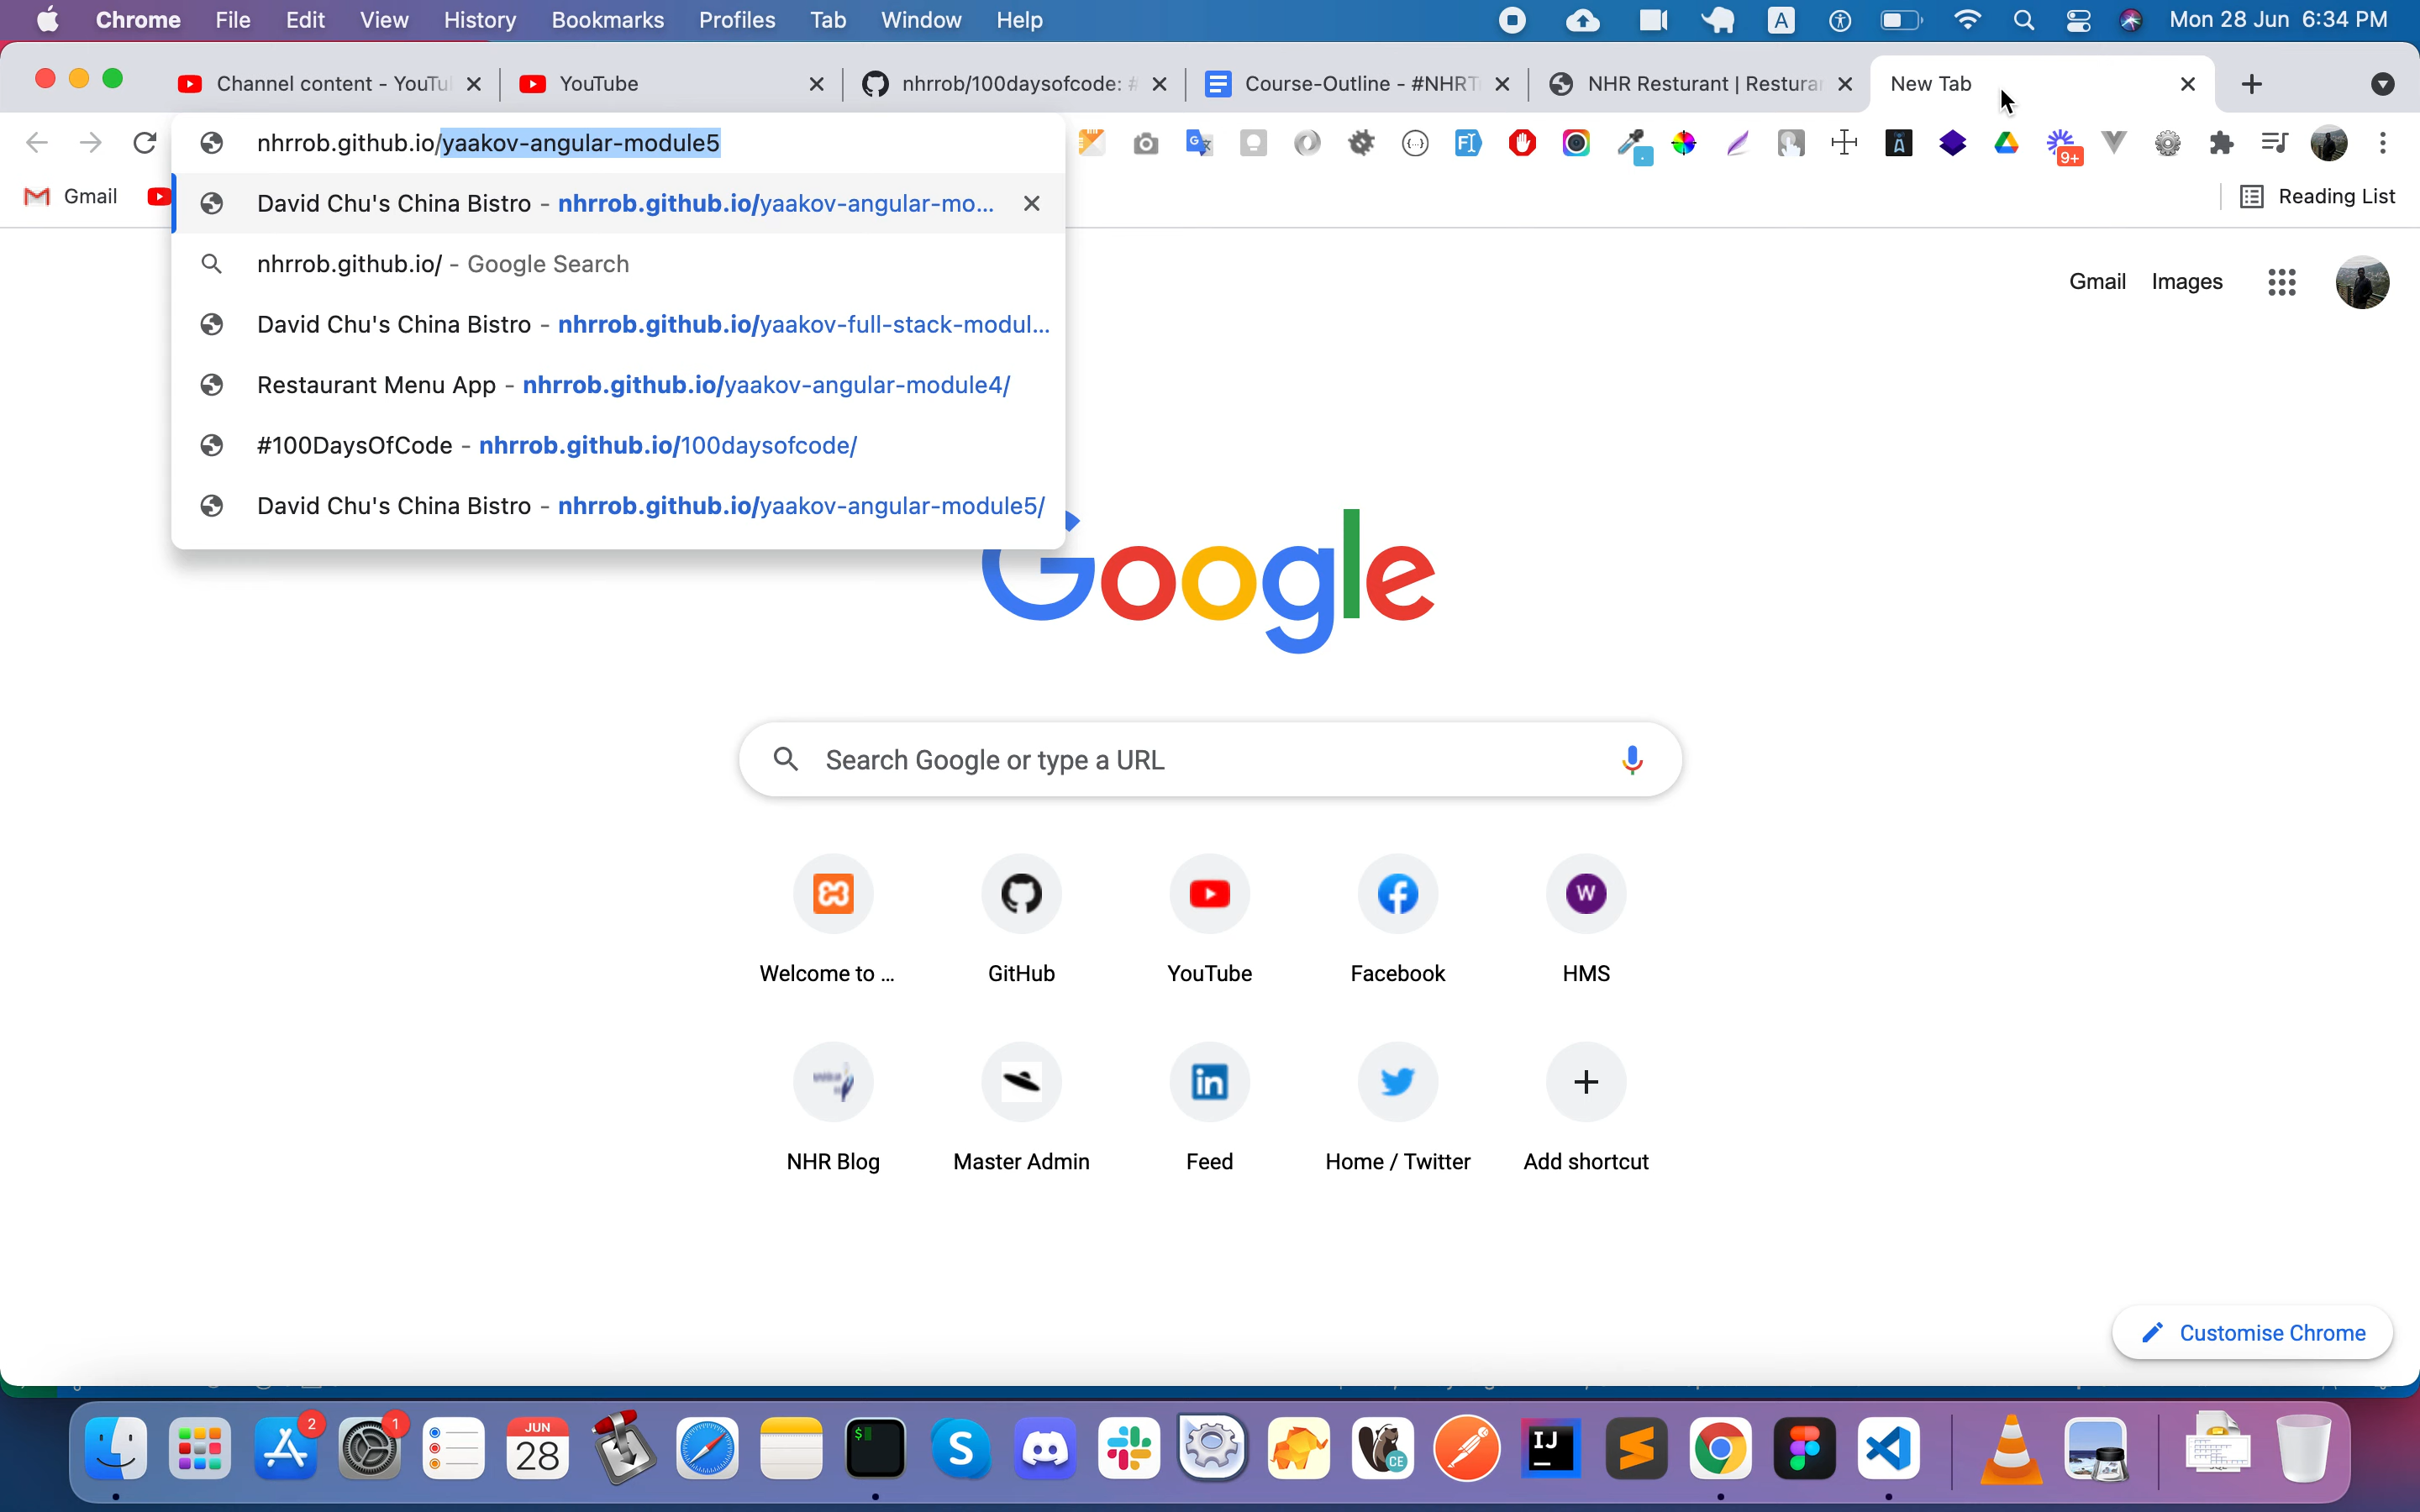 Chrome File Edit View History Bookmarks Profiles Tab Window Help A Mon 28 Jun 6:34 PM
Channel content - YouTu YouTube nhrrob/100daysofcode: # Course-Outline - #NHRT NHR Resturant | Restura New Tab
nhrrob.github.io/yaakov-angular-module5
9+
Gmail
Reading List
David Chu's China Bistro - nhrrob.github.io/yaakov-angular-mo...
nhrrob.github.io/ - Google Search
David Chu's China Bistro - nhrrob.github.io/yaakov-full-stack-modul...
Restaurant Menu App - nhrrob.github.io/yaakov-angular-module4/
#100DaysOfCode - nhrrob.github.io/100daysofcode/
David Chu's China Bistro - nhrrob.github.io/yaakov-angular-module5/
Gmail Images
Google
Search Google or type a URL
W
Welcome to ... GitHub YouTube Facebook HMS
in
NHR Blog Master Admin Feed Home / Twitter Add shortcut
Customise Chrome
2 1 JUN 28 $ S CE IJ